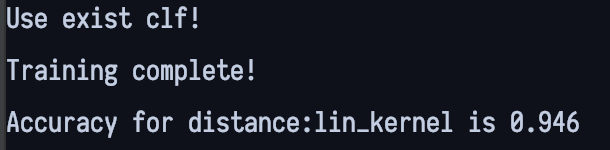 Use exist clf!
Training complete!
Accuracy for distance:lin_kernel is 0.946